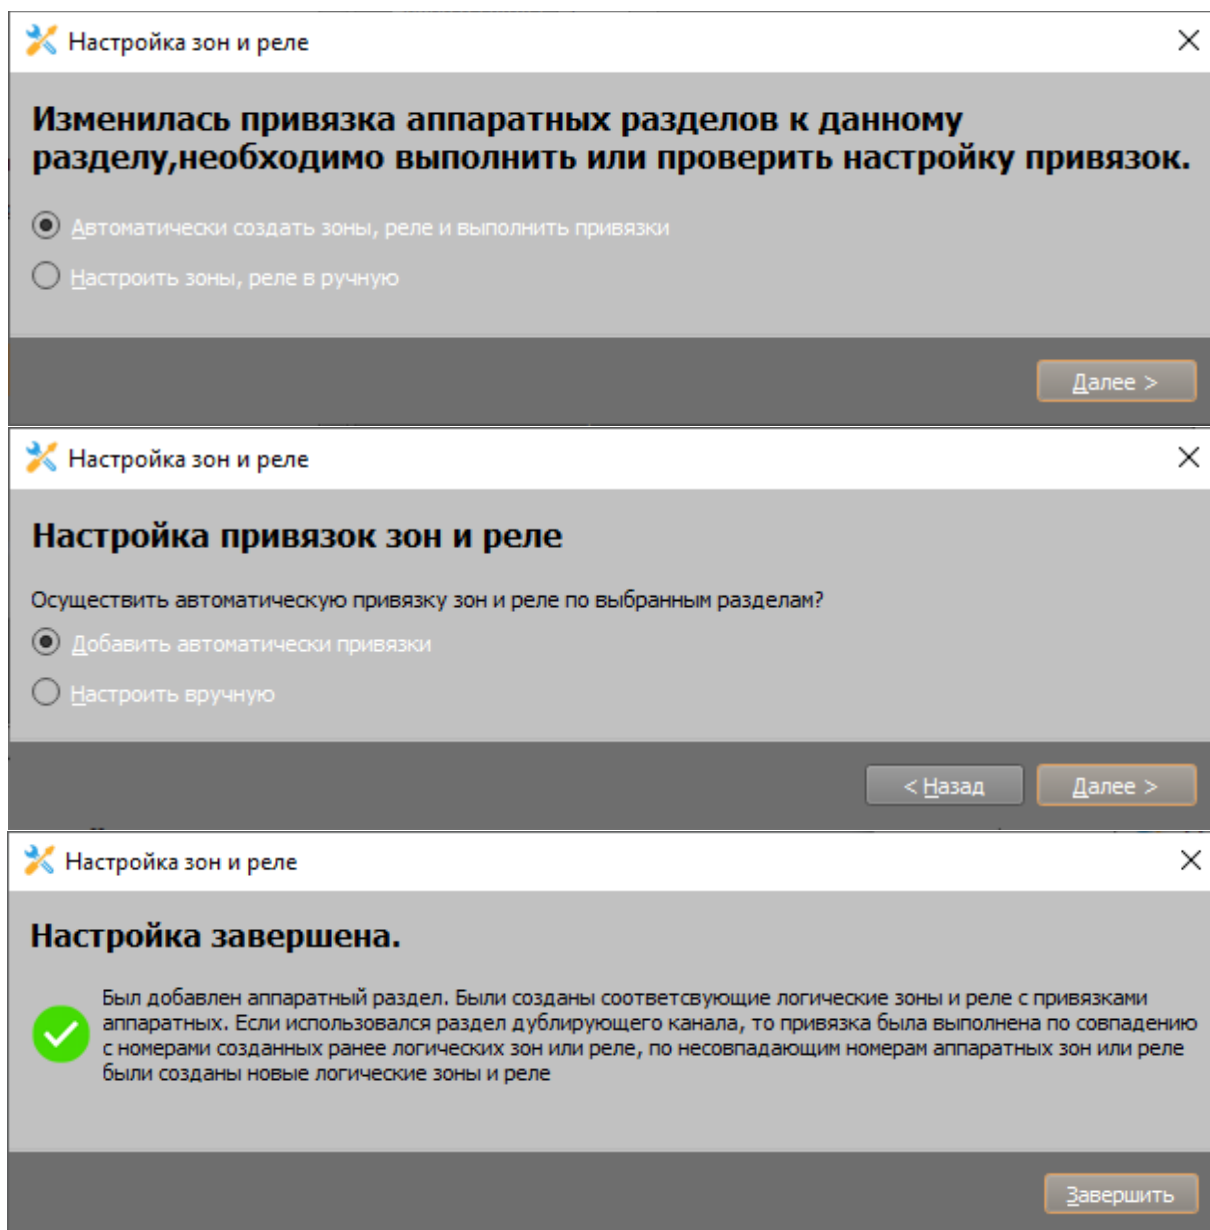 Настройка зон и реле
Изменилась привязка аппаратных разделов к данному
разделу,необходимо выполнить или проверить настройку привязок.
Автоматически создать зоны, реле и выполнить привязки
Настроить зоны, реле в ручную
Далее >
Настройка зон и реле
Настройка привязок зон и реле
Осуществить автоматическую привязку зон и реле по выбранным разделам?
Добавить автоматически привязки
Настроить вручную
< Назад
Далее >
Настройка зон и реле
Настройка завершена.
Был добавлен аппаратный раздел. Были созданы соответсвующие логические зоны и реле с привязками
аппаратных. Если использовался раздел дублирующего канала, то привязка была выполнена по совпадению
с номерами созданных ранее логических зон или реле, по несовпадающим номерам аппаратных зон или реле
были созданы новые логические зоны и реле
Завершить